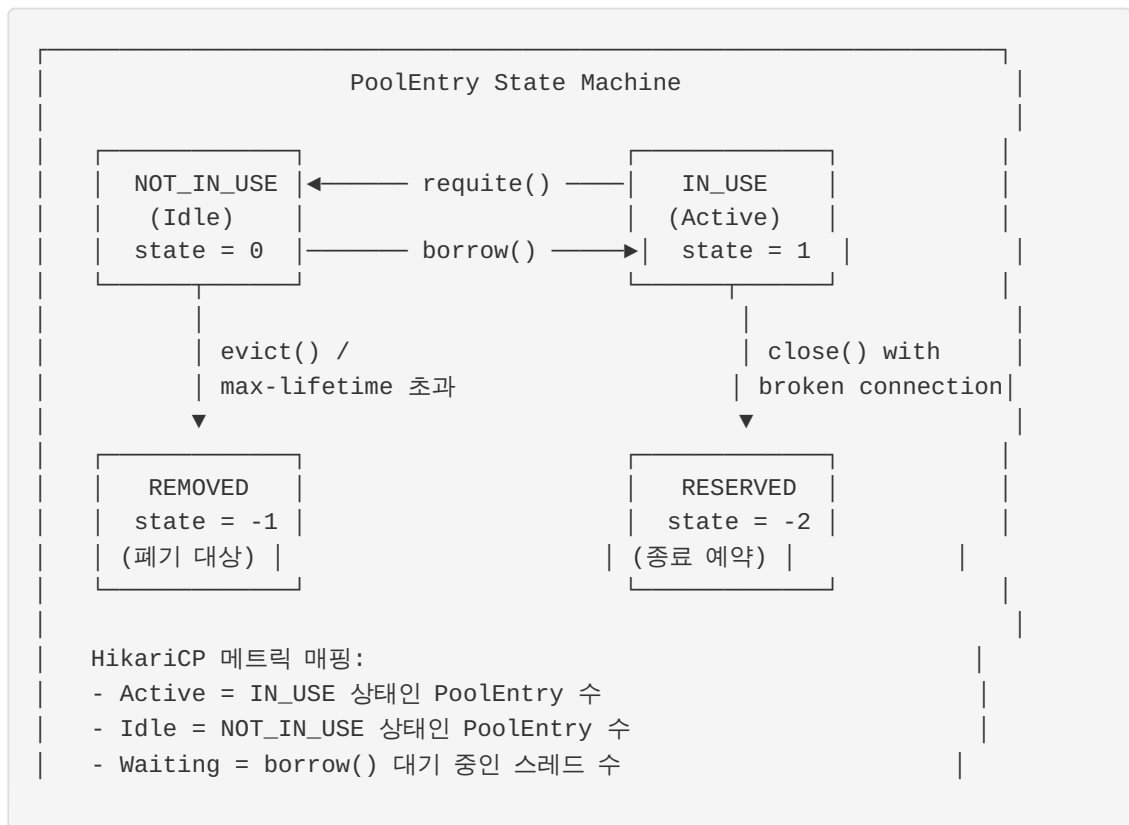 PoolEntry State Machine
NOT_IN_USE requite() IN_USE
(Idle) (Active)
state = 0 borrow() state = 1
evict() / close() with
max-lifetime 초과 broken connection
REMOVED RESERVED
state = -1 state = -2
(폐기 대상) (종료 예약)
HikariCP 메트릭 매핑:
- Active = IN_USE 상태인 PoolEntry 수
- Idle = NOT_IN_USE 상태인 PoolEntry 수
- Waiting = borrow() 대기 중인 스레드 수